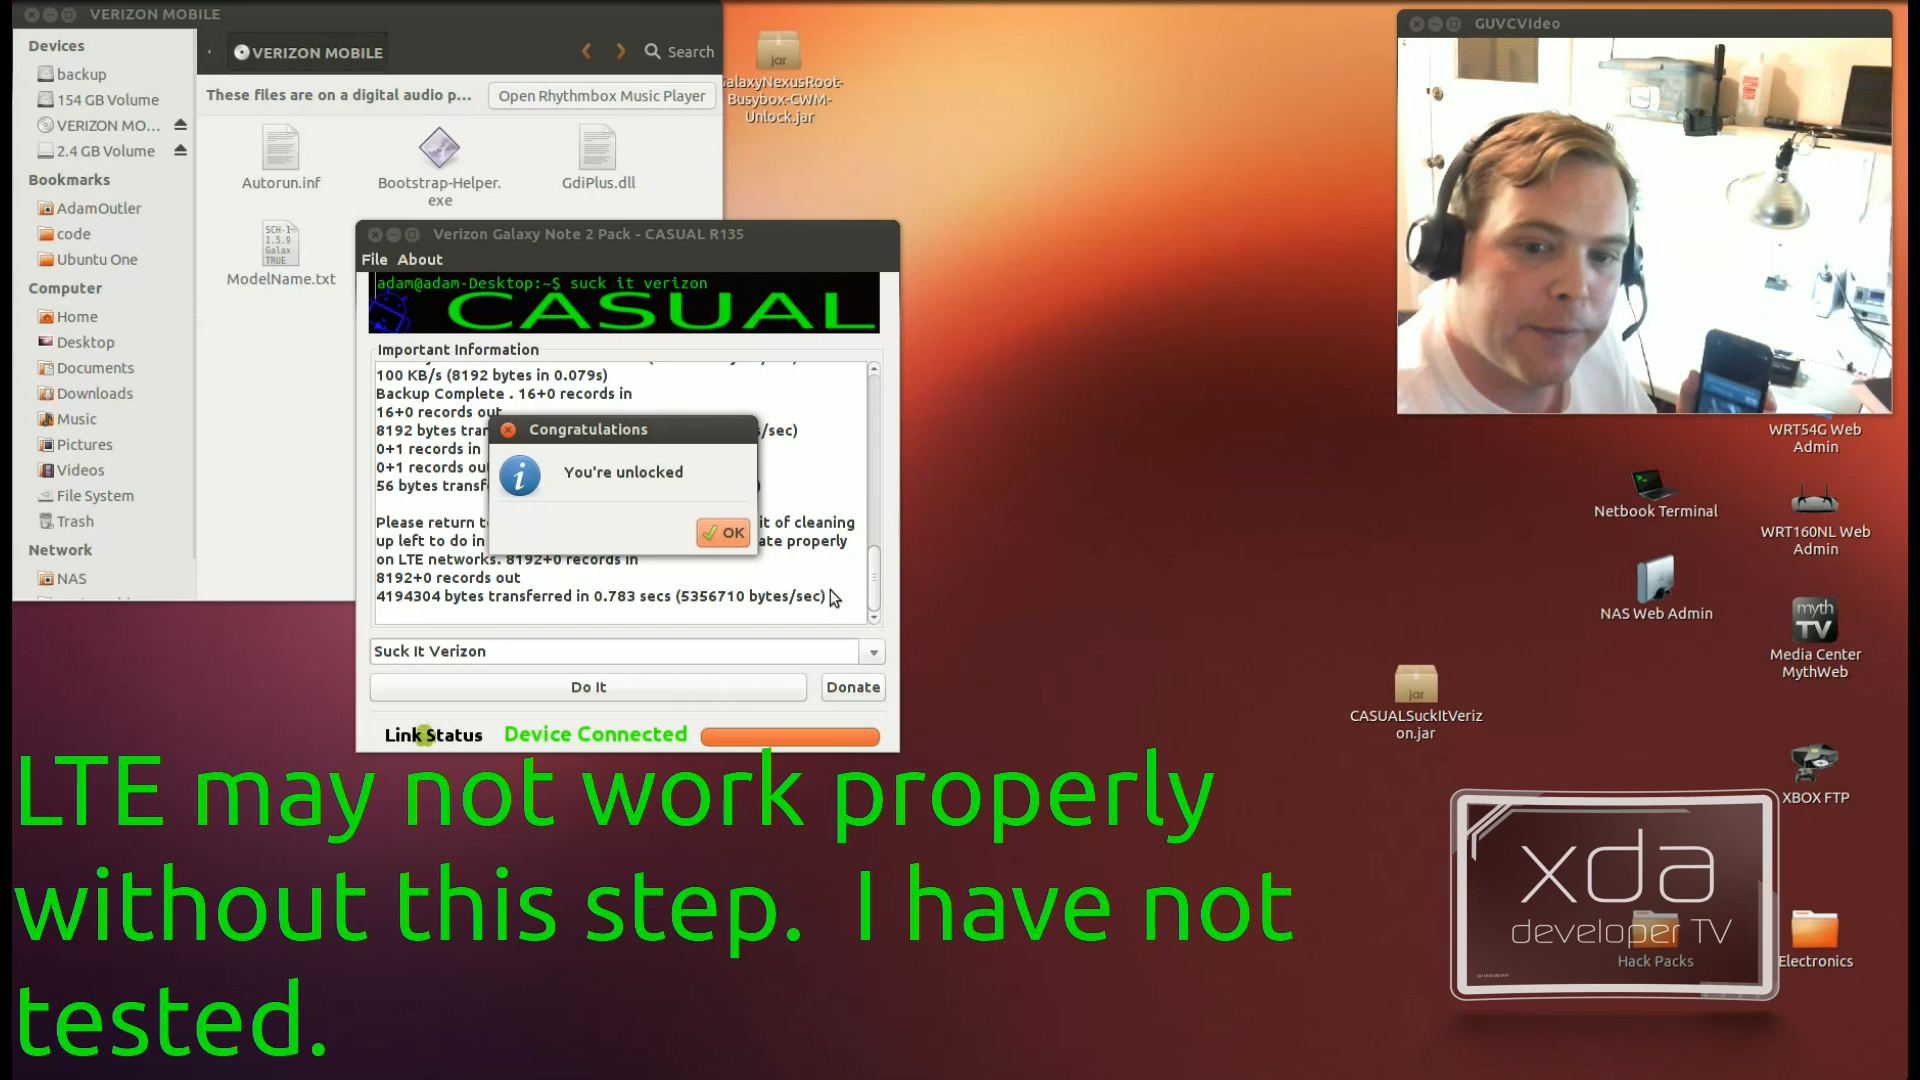 VERIZON MOBILE
Devices
backup
154 GB Volume
VERIZON MO...
2.4 GB Volume
Bookmarks
AdamOutler
code
Ubuntu One
Computer
Home
Desktop
Documents
Downloads
Music
Pictures
Videos
File System
Trash
Network
NAS
VERIZON MOBILE
Search
These files are on a digital audio p...
Open Rhythmbox Music Player
Autorun.inf
Bootstrap-Helper.
exe
GdiPlus.dll
SCH-I
1.5.9
Galax
TRUE
ModelName.txt
jar
GalaxyNexusRoot-
Busybox-CWM-
Unlock.jar
Verizon Galaxy Note 2 Pack - CASUAL R135
File About
adam@adam-Desktop:~$ suck it verizon
CASUAL
Important Information
100 KB/s (8192 bytes in 0.079s)
Backup Complete . 16+0 records in
16+0 records out
8192 bytes tran
/sec)
0+1 records in
0+1 records out
56 bytes transf
Please return t
it of cleaning
up left to do in
ate properly
on LTE networks. 8192+0 records in
8192+0 records out
4194304 bytes transferred in 0.783 secs (5356710 bytes/sec)
Congratulations
You're unlocked
OK
Suck It Verizon
Do It
Donate
Link Status
Device Connected
GUVCVIdeo
WRT54G Web
Admin
Netbook Terminal
WRT160NL Web
Admin
NAS Web Admin
myth
TV
Media Center
MythWeb
jar
CASUALSuckItVeriz
on.jar
XBOX FTP
xda
developer TV
Hack Packs
Electronics
LTE may not work properly
without this step. I have not
tested.